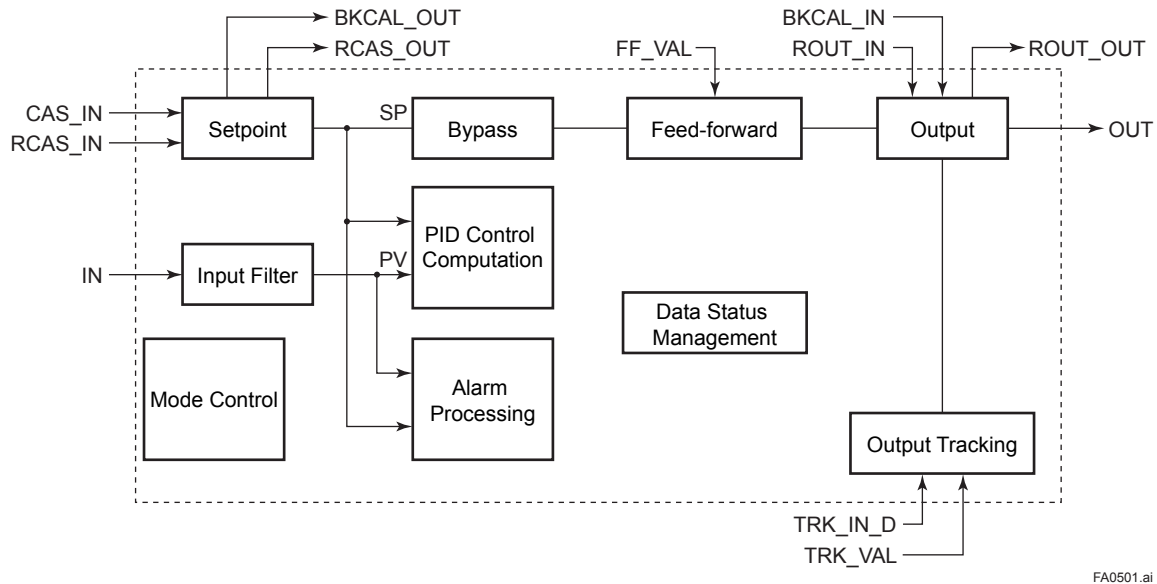 BKCAL_OUT
BKCAL_IN
RCAS_OUT
FF_VAL
ROUT_IN
ROUT_OUT
CAS_IN
RCAS_IN
Setpoint
SP
Bypass
Feed-forward
Output
OUT
IN
Input Filter
PV
PID Control
Computation
Data Status
Management
Mode Control
Alarm
Processing
Output Tracking
TRK_IN_D
TRK_VAL
FA0501.ai